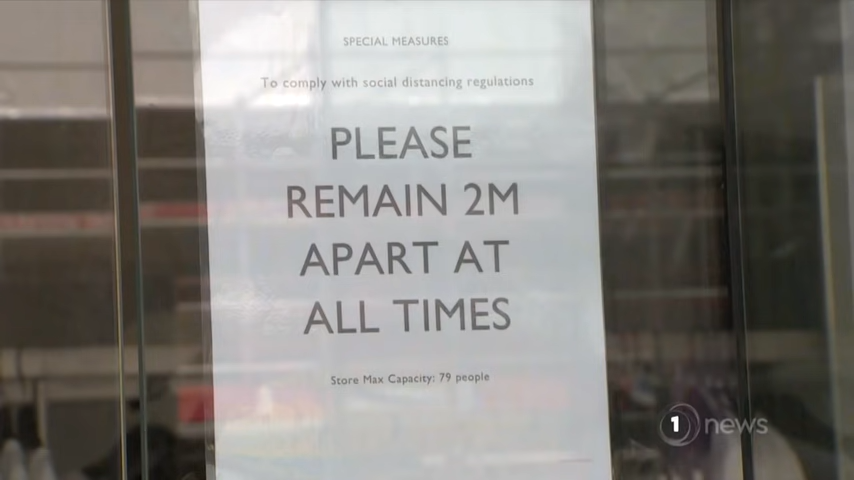 SPECIAL MEASURES
To comply with social distancing regulations
PLEASE
REMAIN 2M
APART AT
ALL TIMES
Store Max Capacity: 79 people
1 news